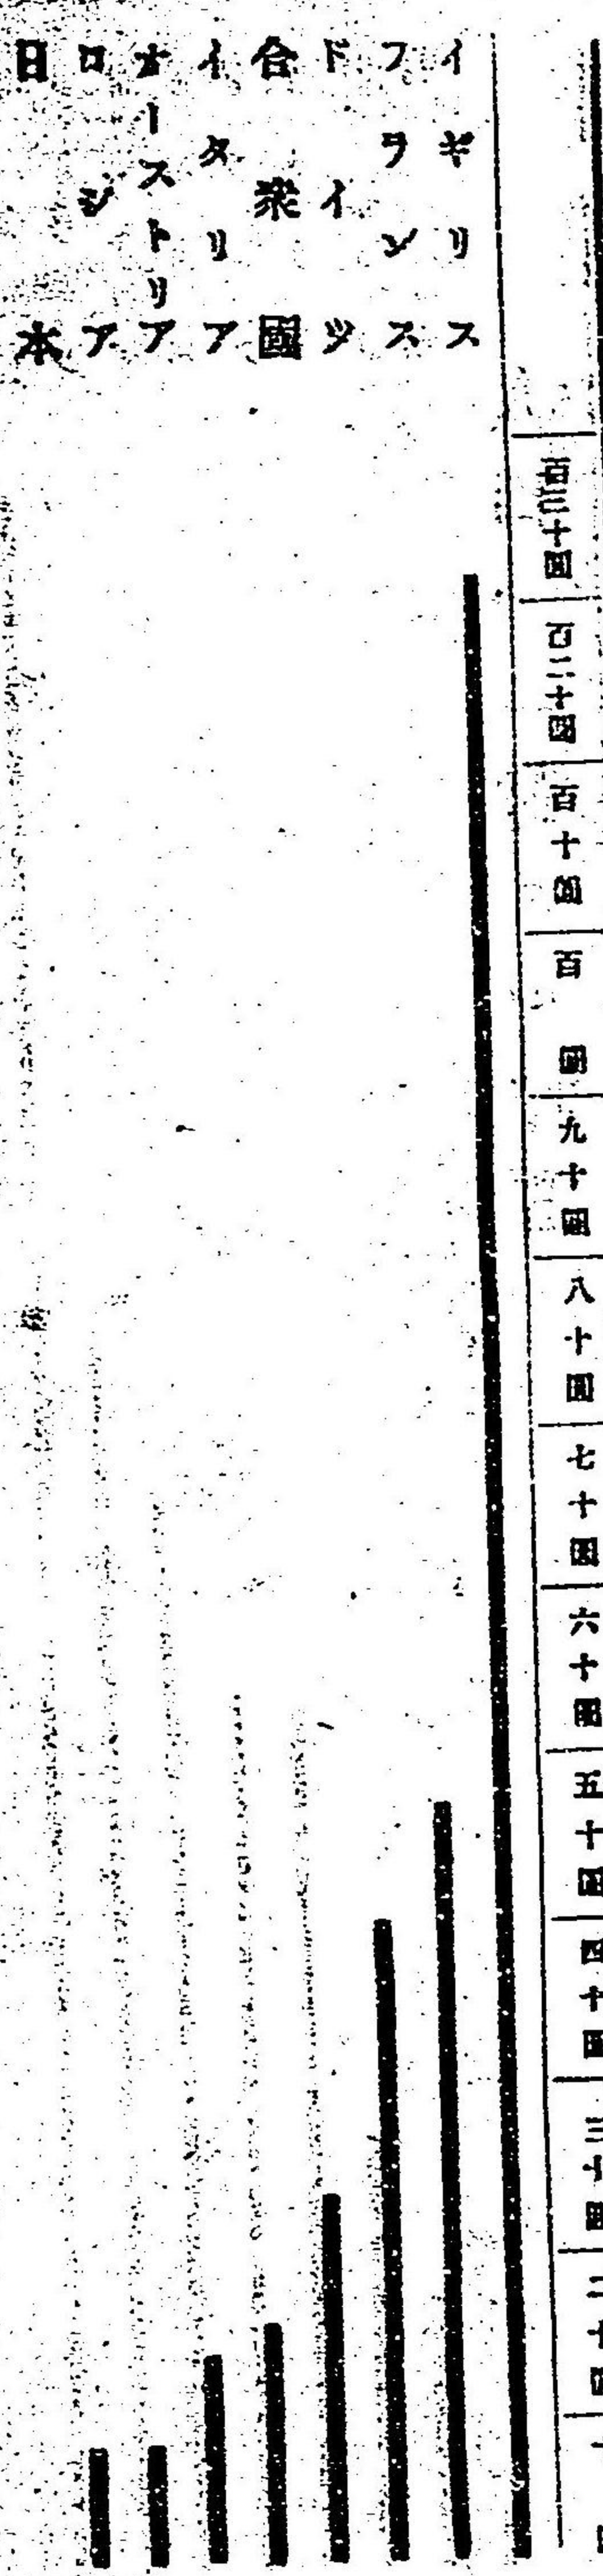 百三十圓
百二十圓
百十圓
百圓
九十圓
八十圓
七十圓
六十圓
五十圓
四十圓
三十圓
二十圓
イギリス
フランス
ドイツ
合衆國
イタリア
オーストリア
ロシア
日本